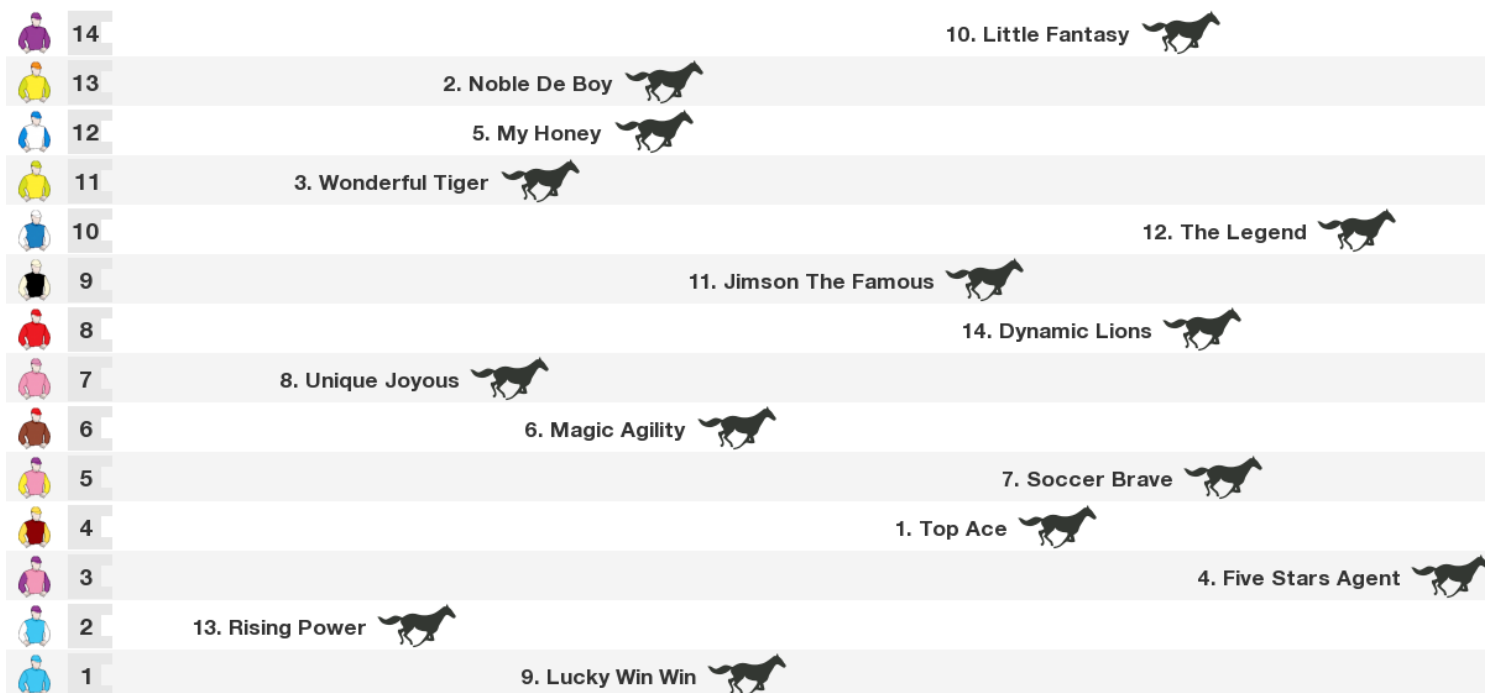 14 10. Little Fantasy
13 2. Noble De Boy
12 5. My Honey
11 3. Wonderful Tiger
10 12. The Legend
9 11. Jimson The Famous
8 14. Dynamic Lions
7 8. Unique Joyous
6 6. Magic Agility
5 7. Soccer Brave
4 1. Top Ace
3 4. Five Stars Agent
2 13. Rising Power
1 9. Lucky Win Win